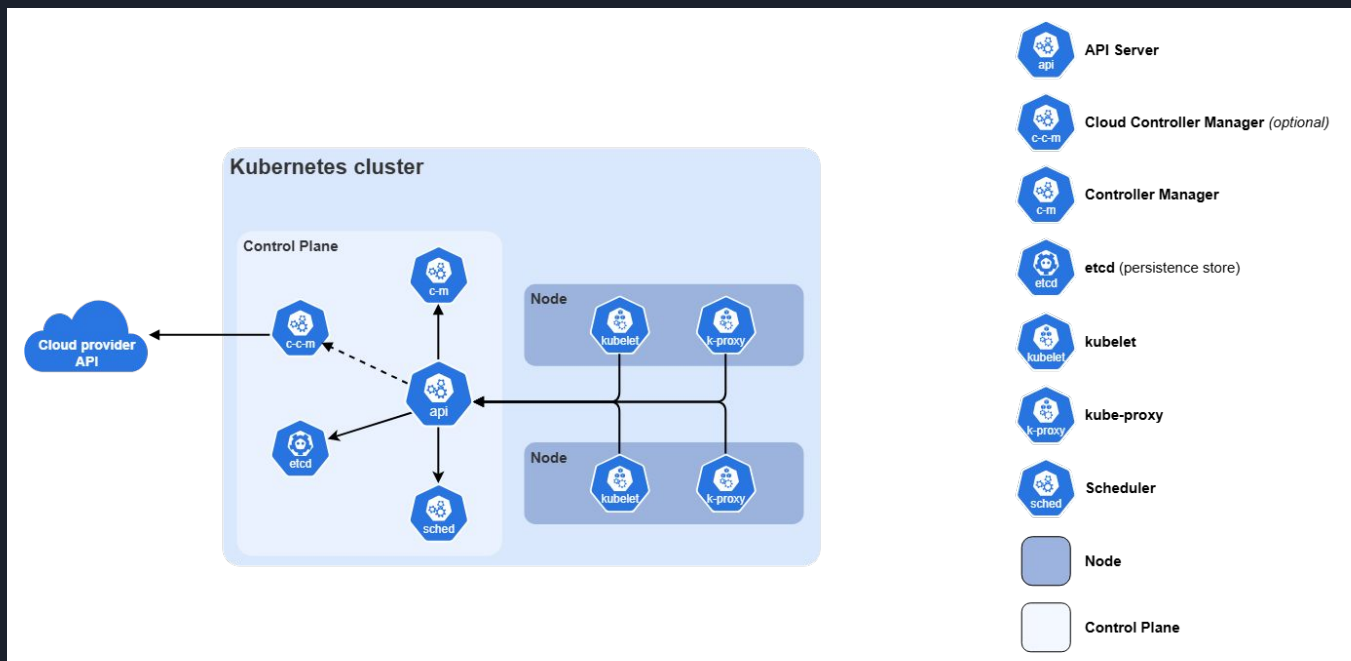 Kubernetes cluster
Control Plane
c-m
c-c-m
api
etcd
sched
Cloud provider
API
Node
kubelet
k-proxy
Node
kubelet
k-proxy
api
API Server
c-c-m
Cloud Controller Manager (optional)
c-m
Controller Manager
etcd
etcd (persistence store)
kubelet
kubelet
k-proxy
kube-proxy
sched
Scheduler
Node
Control Plane